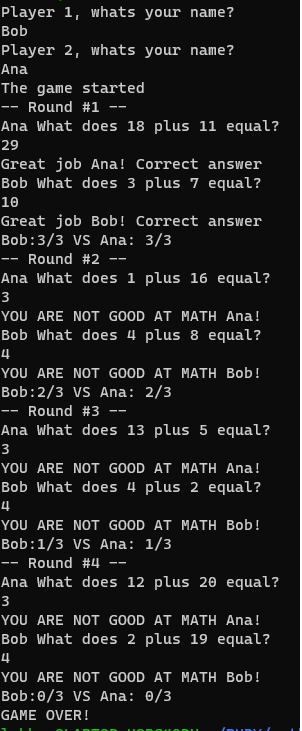 Player 1, whats your name?
Bob
Player 2, whats your name?
Ana
The game started
-- Round #1 --
Ana What does 18 plus 11 equal?
29
Great job Ana! Correct answer
Bob What does 3 plus 7 equal?
10
Great job Bob! Correct answer
Bob:3/3 VS Ana: 3/3
-- Round #2 --
Ana What does 1 plus 16 equal?
3
YOU ARE NOT GOOD AT MATH Ana!
Bob What does 4 plus 8 equal?
4
YOU ARE NOT GOOD AT MATH Bob!
Bob:2/3 VS Ana: 2/3
-- Round #3 --
Ana What does 13 plus 5 equal?
3
YOU ARE NOT GOOD AT MATH Ana!
Bob What does 4 plus 2 equal?
4
YOU ARE NOT GOOD AT MATH Bob!
Bob:1/3 VS Ana: 1/3
-- Round #4 --
Ana What does 12 plus 20 equal?
3
YOU ARE NOT GOOD AT MATH Ana!
Bob What does 2 plus 19 equal?
4
YOU ARE NOT GOOD AT MATH Bob!
Bob:0/3 VS Ana: 0/3
GAME OVER!